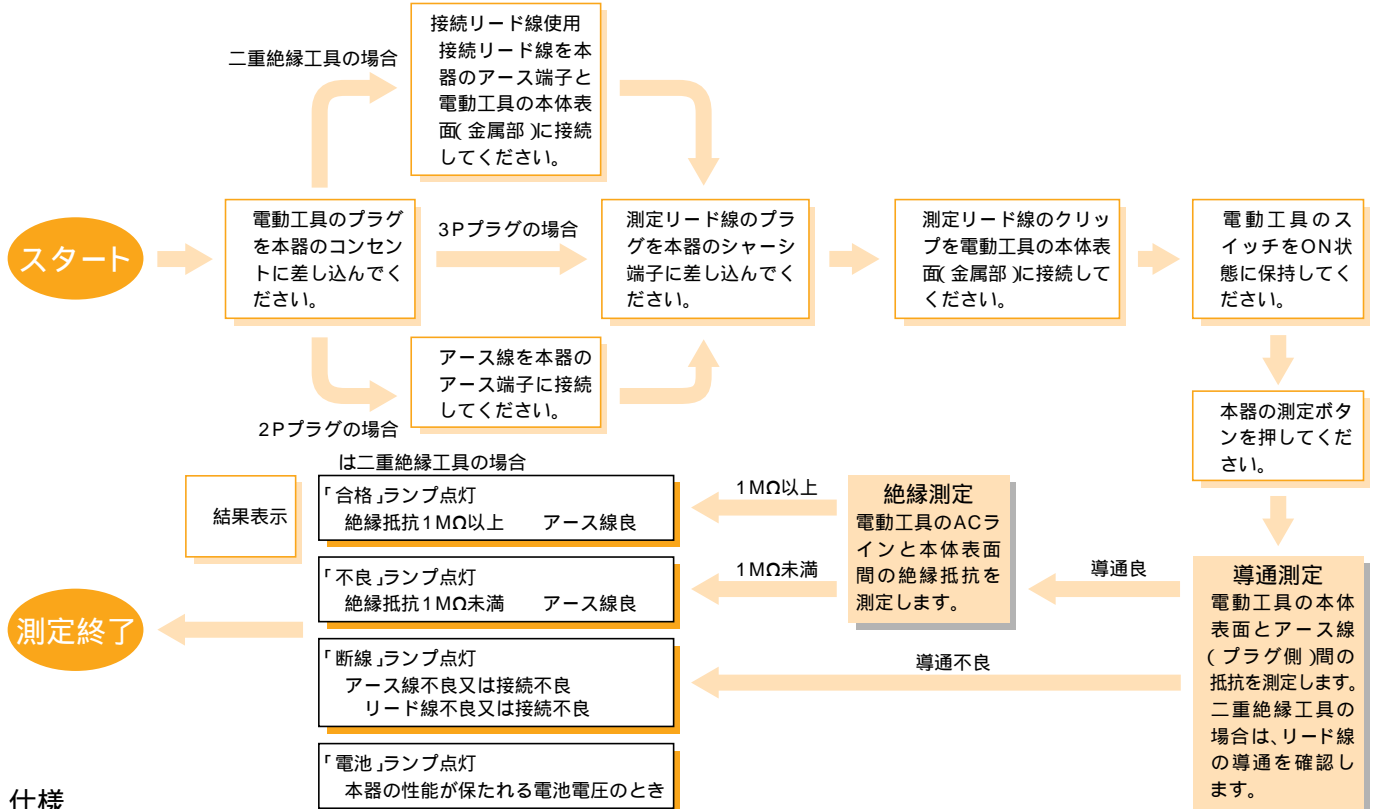 接続リード線使用
接続リード線を本
器のアース端子と
電動工具の本体表
面(金属部)に接続
してください。
二重絶縁工具の場合
スタート
電動工具のプラグ
を本器のコンセン
トに差し込んでく
ださい。
3Pプラグの場合
測定リード線のプラ
グを本器のシャーシ
端子に差し込んでく
ださい。
測定リード線のクリッ
プを電動工具の本体表
面(金属部)に接続して
ください。
電動工具のス
イッチをON状
態に保持してく
ださい。
アース線を本器の
アース端子に接続
してください。
2Pプラグの場合
本器の測定ボタ
ンを押してくだ
さい。
導通測定
電動工具の本体
表面とアース線
(プラグ側)間の
抵抗を測定します。
二重絶縁工具の
場合は、リード線
の導通を確認し
ます。
導通良
導通不良
絶縁測定
電動工具のACラ
インと本体表面
間の絶縁抵抗を
測定します。
1MΩ以上
1MΩ未満
は二重絶縁工具の場合
結果表示
「合格」ランプ点灯
絶縁抵抗1MΩ以上 アース線良
「不良」ランプ点灯
絶縁抵抗1MΩ未満 アース線良
「断線」ランプ点灯
アース線不良又は接続不良
リード線不良又は接続不良
「電池」ランプ点灯
本器の性能が保たれる電池電圧のとき
測定終了
仕様